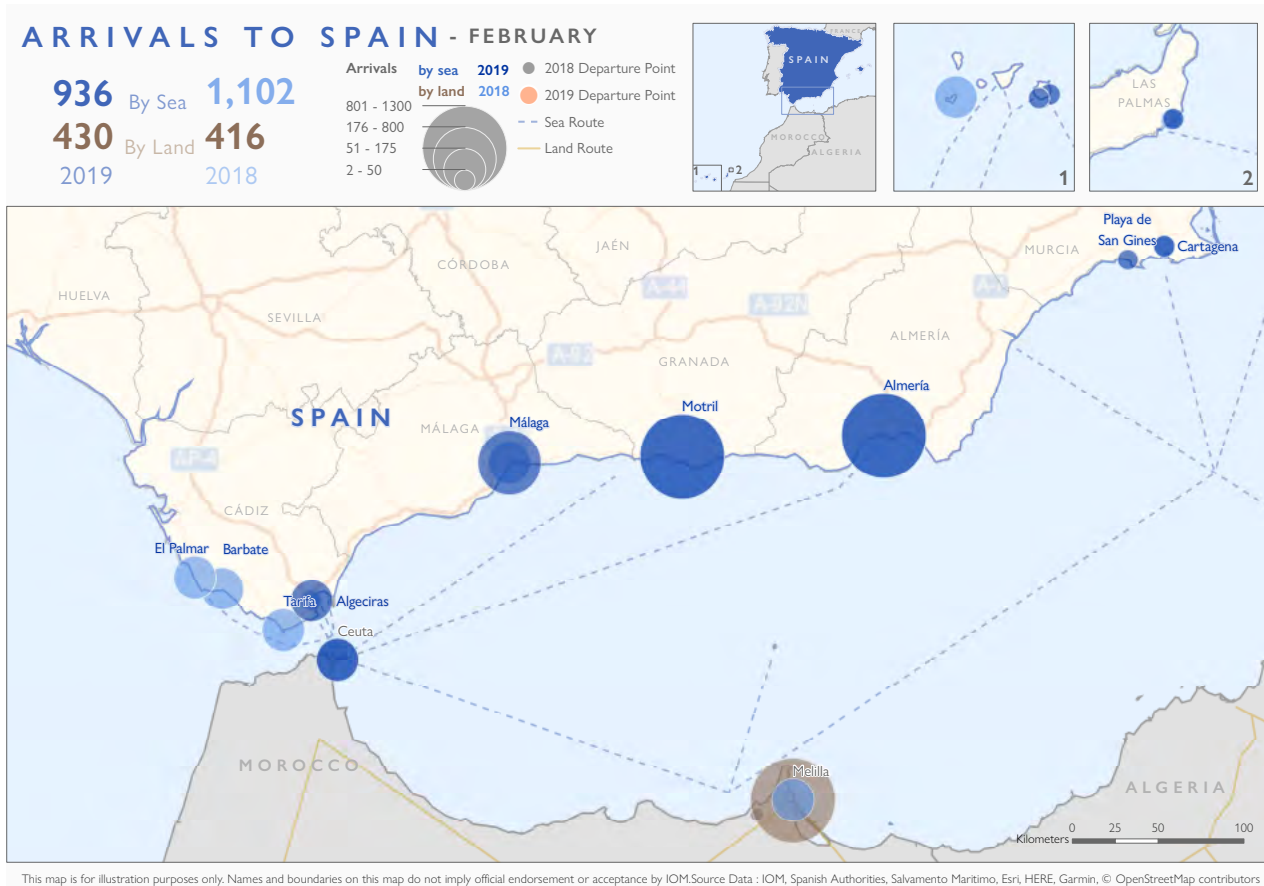 ARRIVALS TO SPAIN - FEBRUARY
936 By Sea 1,102
430 By Land 416
2019 2018
Arrivals by sea 2019
by land 2018
801 - 1300
176 - 800
51 - 175
2 - 50
2018 Departure Point
2019 Departure Point
Sea Route
Land Route
FRANCE
SPAIN
MOROCCO
ALGERIA
1 2
1
LAS
PALMAS
2
Playa de
San Gines
Cartagena
MURCIA
JAÉN
CÓRDOBA
HUELVA
SEVILLA
A-44
A-92N
ALMERÍA
GRANADA
Almería
Motril
SPAIN
MÁLAGA
Málaga
AP-4
CÁDIZ
El Palmar
Barbate
Tarifa
Algeciras
Ceuta
MOROCCO
Melilla
ALGERIA
Kilometers 0 25 50 100
This map is for illustration purposes only. Names and boundaries on this map do not imply official endorsement or acceptance by IOM.Source Data : IOM, Spanish Authorities, Salvamento Maritimo, Esri, HERE, Garmin, © OpenStreetMap contributors